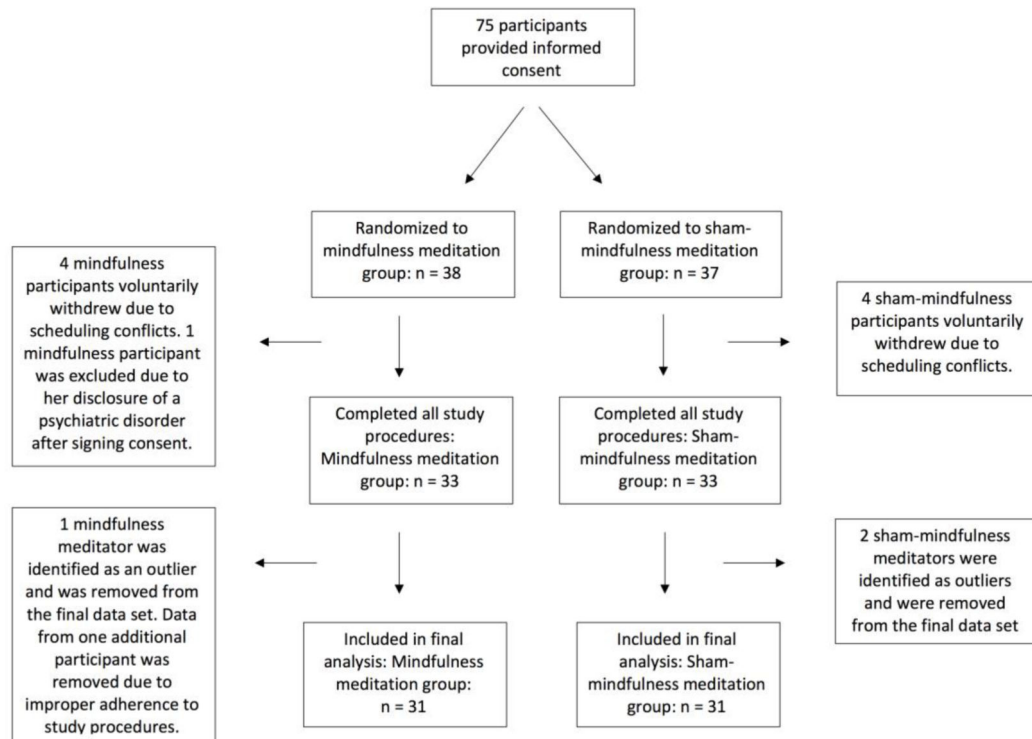 75 participants
provided informed
consent
Randomized to
mindfulness meditation
group: n = 38
Randomized to sham-
mindfulness meditation
group: n = 37
4 mindfulness
participants voluntarily
withdrew due to
scheduling conflicts. 1
mindfulness participant
was excluded due to
her disclosure of a
psychiatric disorder
after signing consent.
4 sham-mindfulness
participants voluntarily
withdrew due to
scheduling conflicts.
Completed all study
procedures:
Mindfulness meditation
group: n = 33
Completed all study
procedures: Sham-
mindfulness meditation
group: n = 33
1 mindfulness
meditator was
identified as an outlier
and was removed from
the final data set. Data
from one additional
participant was
removed due to
improper adherence to
study procedures.
2 sham-mindfulness
meditators were
identified as outliers
and were removed
from the final data set
Included in final
analysis: Mindfulness
meditation group:
n = 31
Included in final
analysis: Sham-
mindfulness meditation
group: n = 31